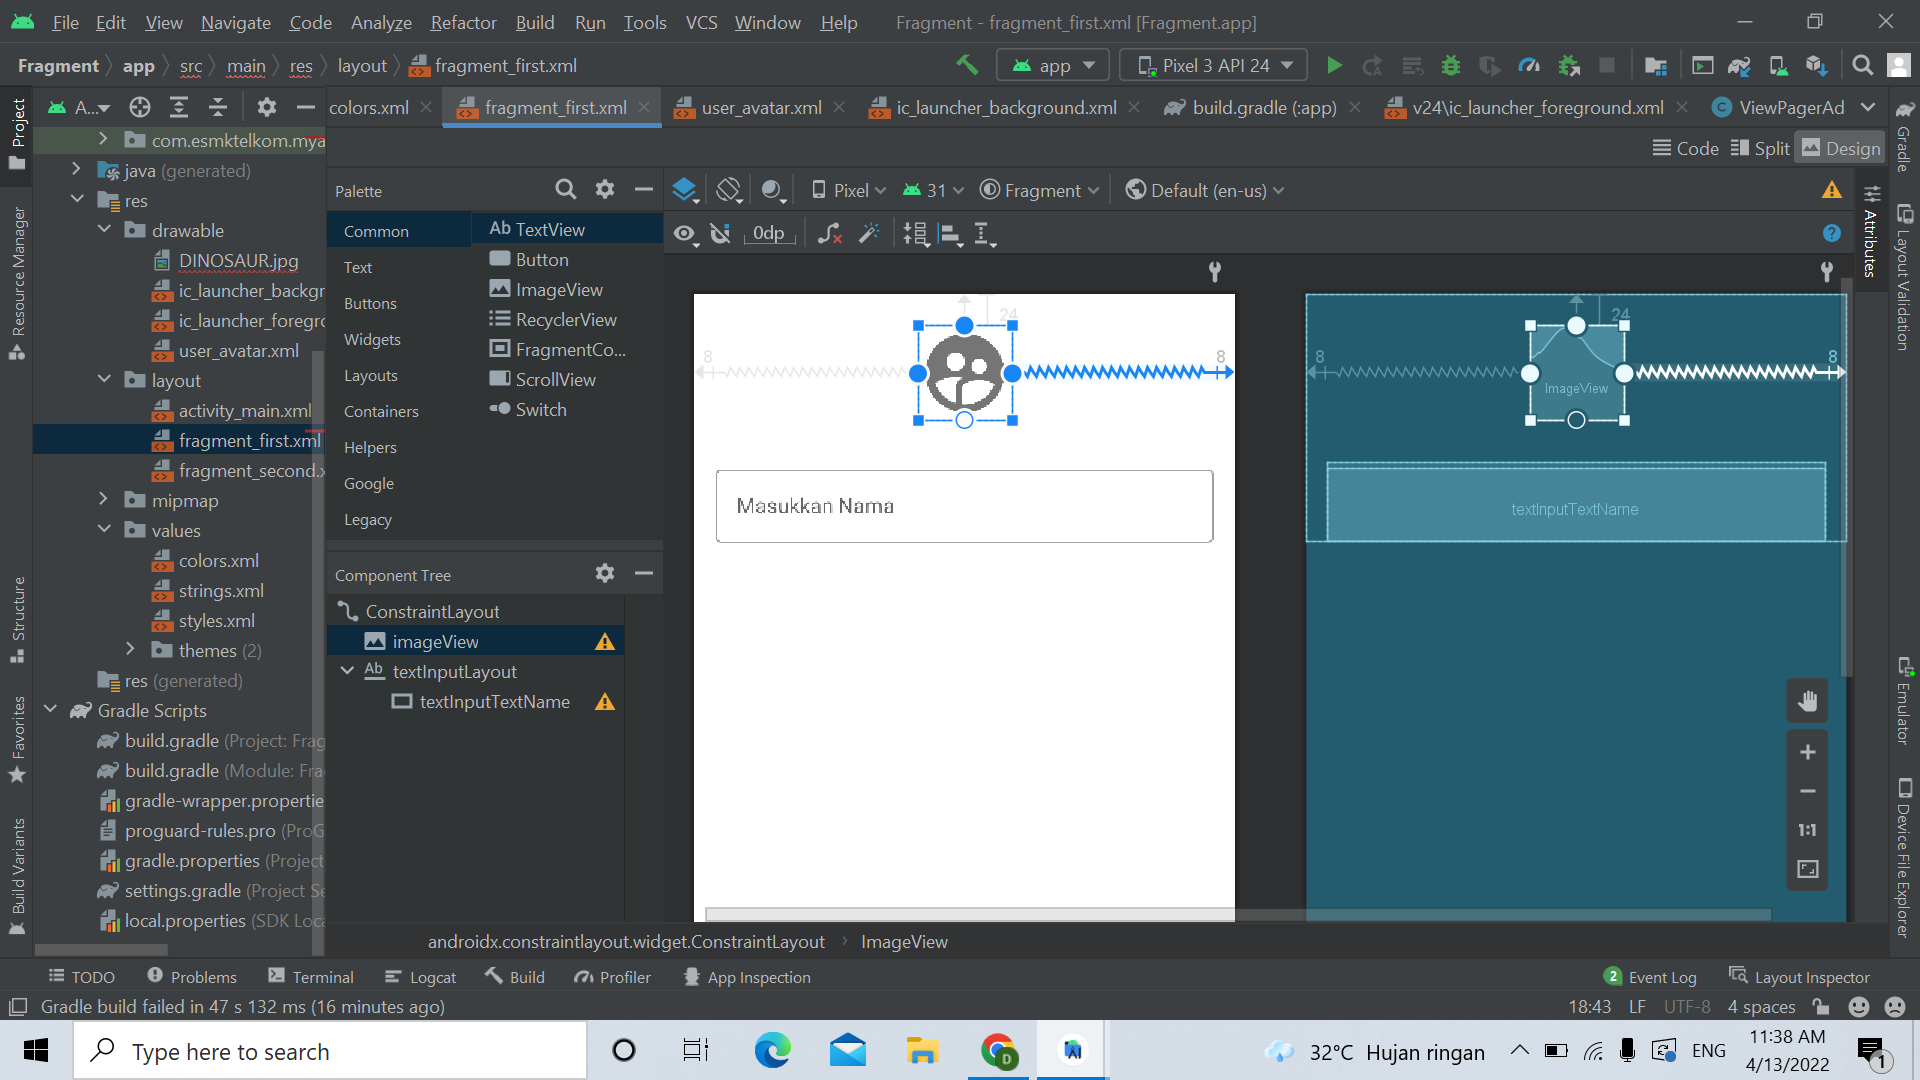 File Edit View Navigate Code Analyze Refactor Build Run Tools VCS Window Help Fragment - fragment_first.xml [Fragment.app]
Fragment app src main res layout fragment_first.xml app Pixel 3 API 24
A... colors.xml fragment_first.xml user_avatar.xml ic_launcher_background.xml build.gradle (:app) v24\ic_launcher_foreground.xml ViewPagerAd
Project
Resource Manager
Structure
Favorites
Build Variants
com.esmktelkom.mya
java (generated)
res
drawable
DINOSAUR.jpg
ic_launcher_backgr
ic_launcher_foregro
user_avatar.xml
layout
activity_main.xml
fragment_first.xml
fragment_second.x
mipmap
values
colors.xml
strings.xml
styles.xml
themes (2)
res (generated)
Gradle Scripts
build.gradle (Project: Frag
build.gradle (Module: Fra
gradle-wrapper.propertie
proguard-rules.pro (ProG
gradle.properties (Project
settings.gradle (Project Se
local.properties (SDK Loca
Code Split Design
Palette
Common
Text
Buttons
Widgets
Layouts
Containers
Helpers
Google
Legacy
Ab TextView
Button
ImageView
RecyclerView
FragmentCo...
ScrollView
Switch
Component Tree
ConstraintLayout
imageView
Ab textInputLayout
textInputTextName
Pixel 31 Fragment Default (en-us)
0dp
24
8 8
Masukkan Nama
24
8 8
ImageView
textInputTextName
1:1
Attributes
Gradle
Layout Validation
Emulator
Device File Explorer
androidx.constraintlayout.widget.ConstraintLayout ImageView
TODO Problems Terminal Logcat Build Profiler App Inspection 2 Event Log Layout Inspector
Gradle build failed in 47 s 132 ms (16 minutes ago) 18:43 LF UTF-8 4 spaces
Type here to search D 32°C Hujan ringan ENG 11:38 AM
4/13/2022 1